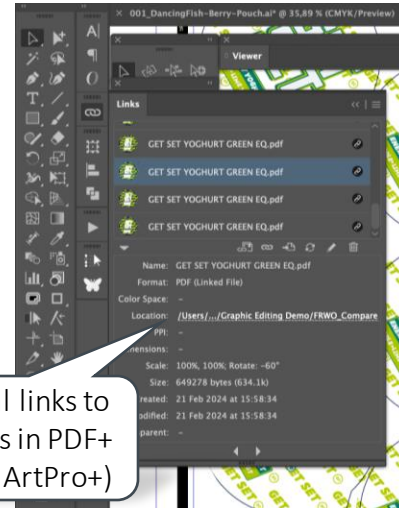 × 001_DancingFish-Berry-Pouch.ai* @ 35,89 % (CMYK/Preview)
Viewer
Links
GET SET YOGHURT GREEN EQ.pdf
GET SET YOGHURT GREEN EQ.pdf
GET SET YOGHURT GREEN EQ.pdf
GET SET YOGHURT GREEN EQ.pdf
Name: GET SET YOGHURT GREEN EQ.pdf
Format: PDF (Linked File)
Color Space: –
Location: /Users/.../Graphic Editing Demo/FRWO_Compare
PPI: –
mensions: –
Scale: 100%, 100%; Rotate: –60°
Size: 649278 bytes (634.1k)
reated: 21 Feb 2024 at 15:58:34
odified: 21 Feb 2024 at 15:58:34
parent: –
l links to
s in PDF+
ArtPro+)